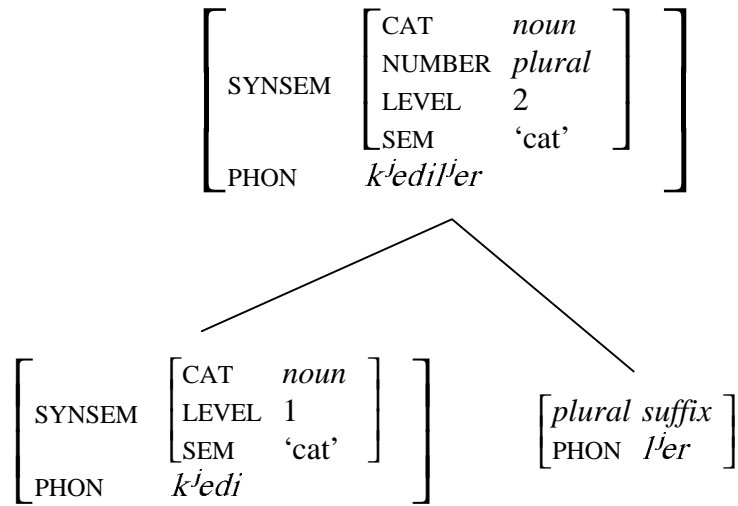 CAT noun
NUMBER plural
SYNSEM
LEVEL 2
SEM ‘cat’
PHON kʲedilʲer
CAT noun
SYNSEM LEVEL 1
SEM ‘cat’
PHON kʲedi
plural suffix
PHON lʲer